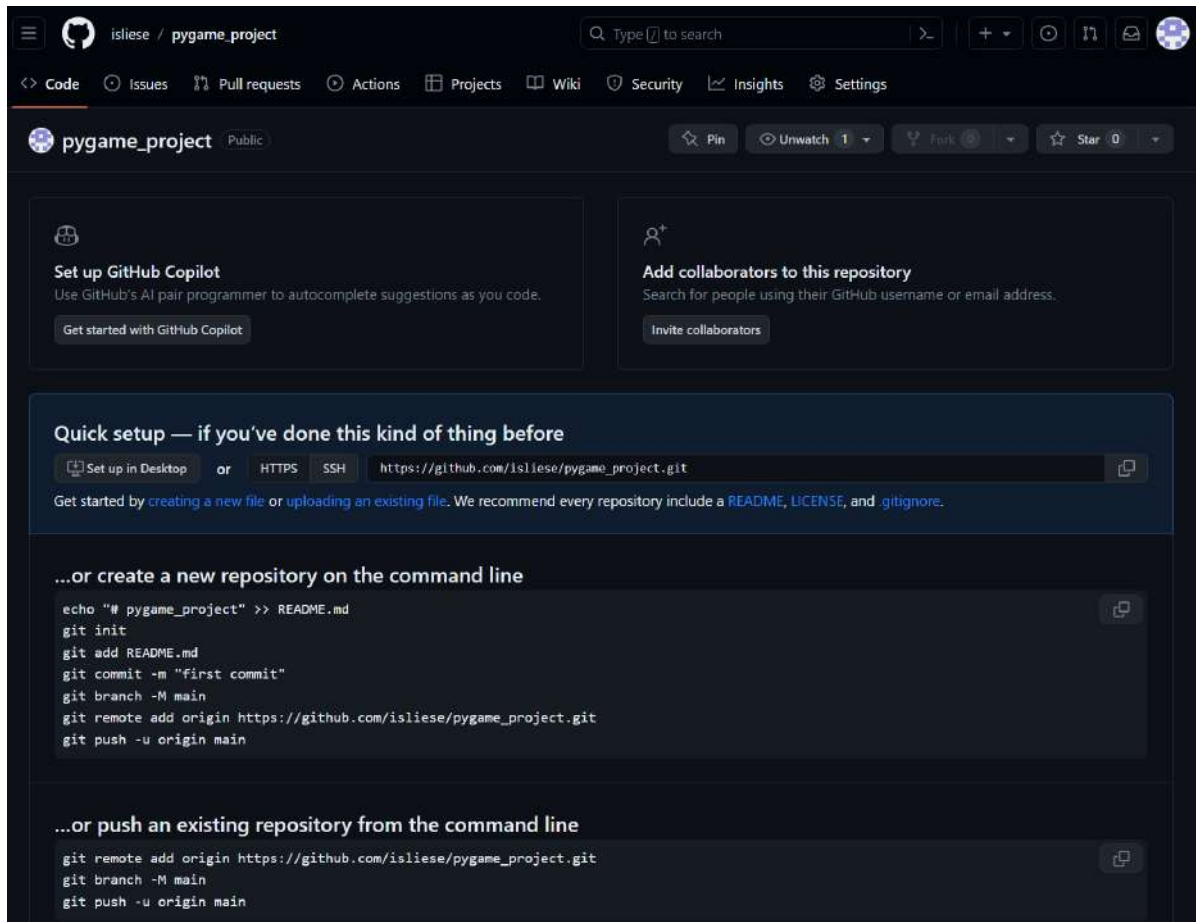 isliese / pygame_project
Type / to search
Code Issues Pull requests Actions Projects Wiki Security Insights Settings
pygame_project Public
Pin Unwatch 1 Fork 0 Star 0
Set up GitHub Copilot
Use GitHub's AI pair programmer to autocomplete suggestions as you code.
Get started with GitHub Copilot
Add collaborators to this repository
Search for people using their GitHub username or email address.
Invite collaborators
Quick setup — if you've done this kind of thing before
Set up in Desktop or HTTPS SSH https://github.com/isliese/pygame_project.git
Get started by creating a new file or uploading an existing file. We recommend every repository include a README, LICENSE, and .gitignore.
...or create a new repository on the command line
echo "# pygame_project" >> README.md
git init
git add README.md
git commit -m "first commit"
git branch -M main
git remote add origin https://github.com/isliese/pygame_project.git
git push -u origin main
...or push an existing repository from the command line
git remote add origin https://github.com/isliese/pygame_project.git
git branch -M main
git push -u origin main